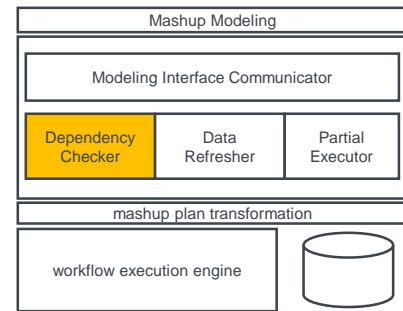 Mashup Modeling
Modeling Interface Communicator
Dependency
Checker
Data
Refresher
Partial
Executor
mashup plan transformation
workflow execution engine